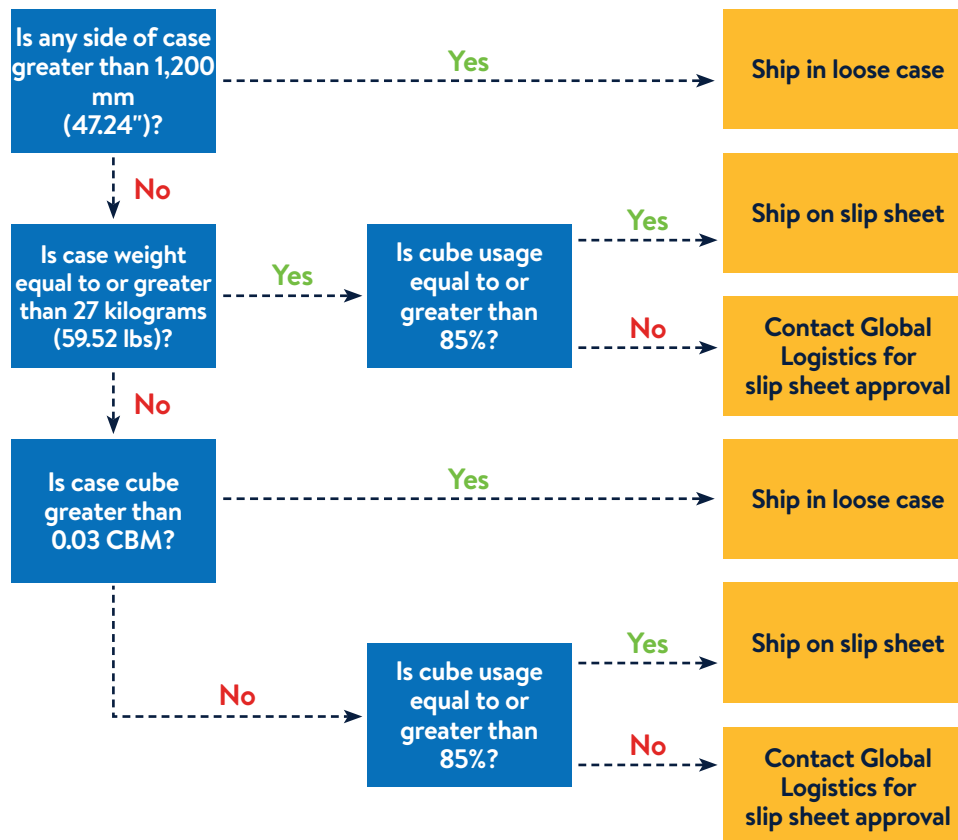 Is any side of case
greater than 1,200
mm
(47.24")?
Yes
Ship in loose case
No
Is case weight
equal to or greater
than 27 kilograms
(59.52 lbs)?
Yes
Is cube usage
equal to or
greater than
85%?
Yes
Ship on slip sheet
No
Contact Global
Logistics for
slip sheet approval
No
Is case cube
greater than
0.03 CBM?
Yes
Ship in loose case
No
Is cube usage
equal to or
greater than
85%?
Yes
Ship on slip sheet
No
Contact Global
Logistics for
slip sheet approval